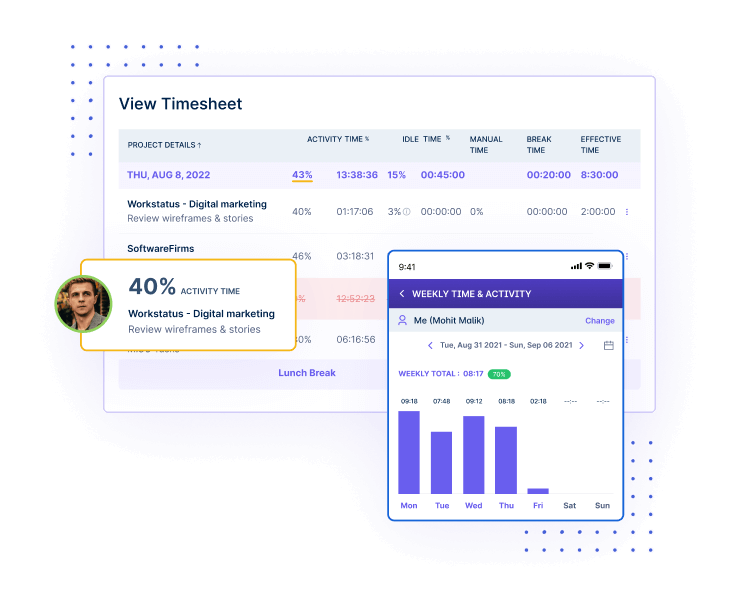 View Timesheet
PROJECT DETAILS ↑ ACTIVITY TIME % IDLE TIME % MANUAL TIME BREAK TIME EFFECTIVE TIME
THU, AUG 8, 2022 43% 13:38:36 15% 00:45:00 00:20:00 8:30:00
Workstatus - Digital marketing 40% 01:17:06 3% 00:00:00 0% 00:00:00 2:00:00
Review wireframes & stories
SoftwareFirms
46% 03:18:31
12:52:23
06:16:56
Lunch Break
40% ACTIVITY TIME
Workstatus - Digital marketing
Review wireframes & stories
9:41
WEEKLY TIME & ACTIVITY
Me (Mohit Malik) Change
Tue, Aug 31 2021 - Sun, Sep 06 2021
WEEKLY TOTAL : 08:17 70%
09:18 07:48 09:12 08:18 02:18 --:-- --:--
Mon Tue Wed Thu Fri Sat Sun